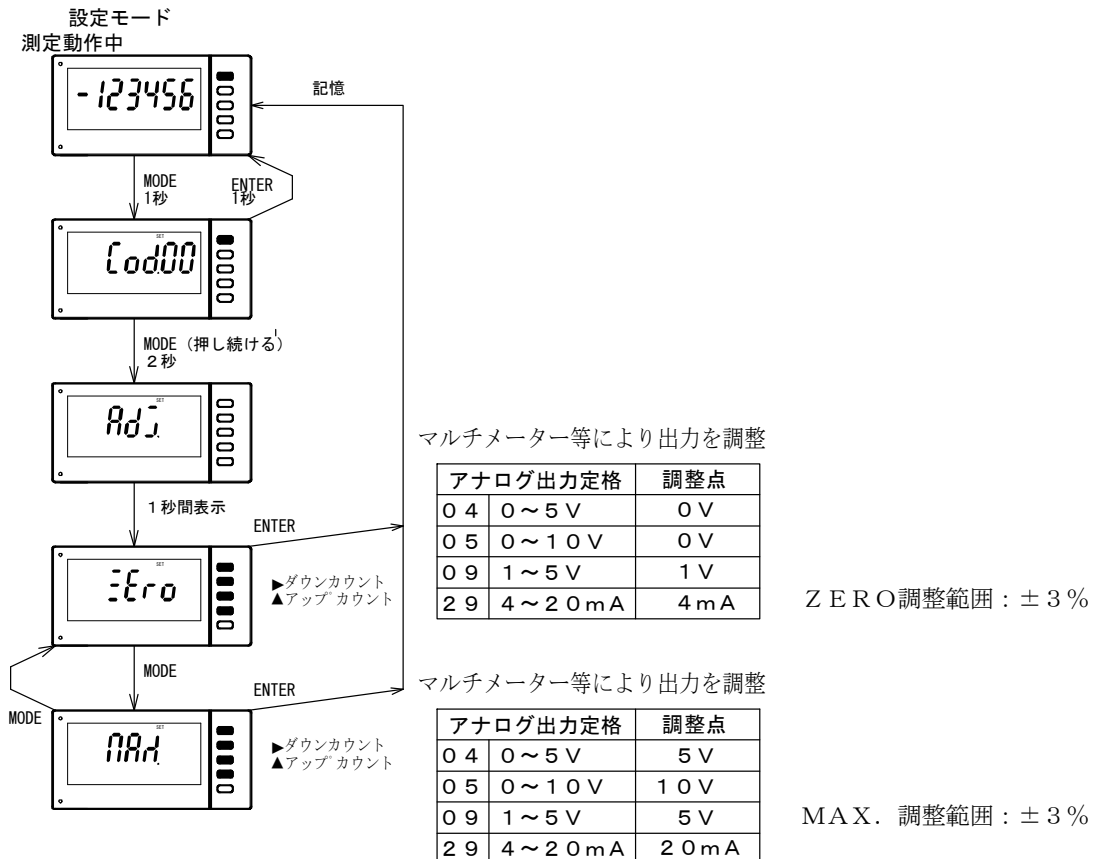 設定モード
測定動作中
-123456
記憶
MODE
1秒
ENTER
1秒
SET
Cod.00
MODE (押し続ける)
2秒
SET
Adj.
1秒間表示
ENTER
SET
ZEro
▶ダウンカウント
▲アップカウント
MODE
ENTER
MODE
SET
MAX.
▶ダウンカウント
▲アップカウント
マルチメーター等により出力を調整
アナログ出力定格 調整点
04 0~5V 0V
05 0~10V 0V
09 1~5V 1V
29 4~20mA 4mA
ZERO調整範囲:±3%
マルチメーター等により出力を調整
アナログ出力定格 調整点
04 0~5V 5V
05 0~10V 10V
09 1~5V 5V
29 4~20mA 20mA
MAX. 調整範囲:±3%